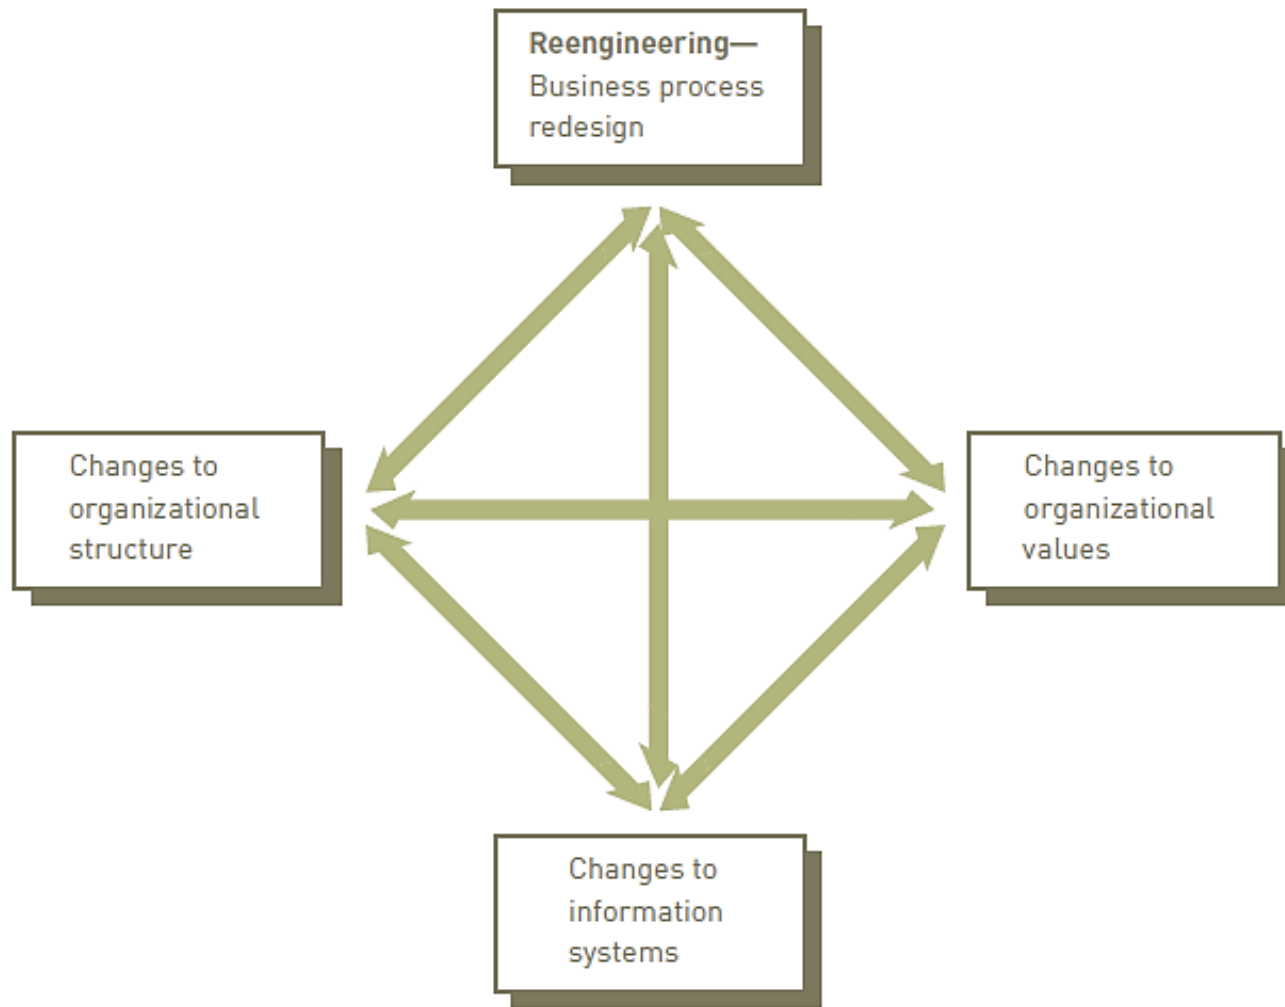 Reengineering—
Business process
redesign
Changes to
organizational
structure
Changes to
organizational
values
Changes to
information
systems